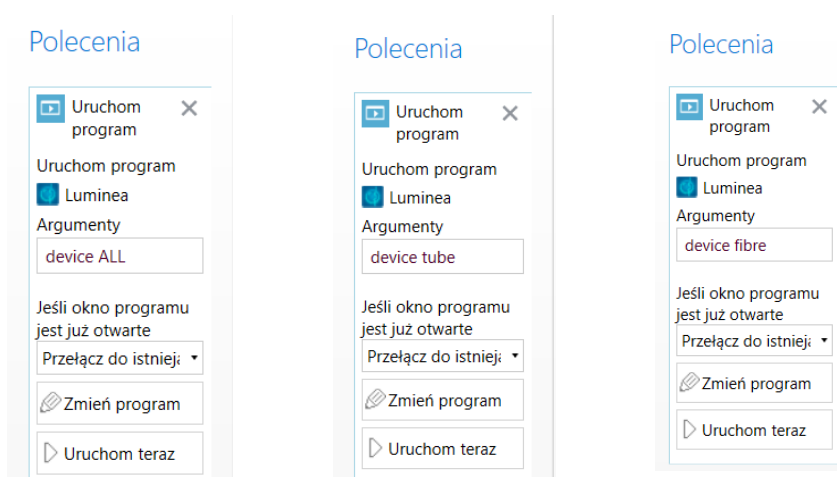 Polecenia
Uruchom
program
Uruchom program
Luminea
Argumenty
device ALL
Jeśli okno programu
jest już otwarte
Przełącz do istnieją
Zmień program
Uruchom teraz
Polecenia
Uruchom
program
Uruchom program
Luminea
Argumenty
device tube
Jeśli okno programu
jest już otwarte
Przełącz do istnieją
Zmień program
Uruchom teraz
Polecenia
Uruchom
program
Uruchom program
Luminea
Argumenty
device fibre
Jeśli okno programu
jest już otwarte
Przełącz do istnieją
Zmień program
Uruchom teraz